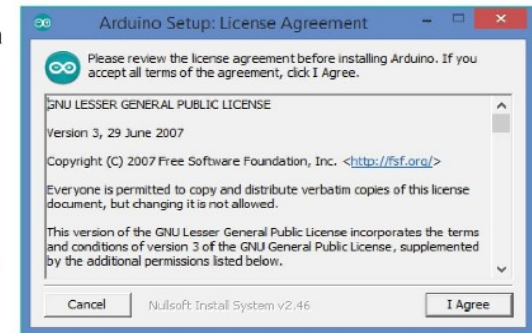 Arduino Setup: License Agreement
Please review the license agreement before installing Arduino. If you
accept all terms of the agreement, click I Agree.
GNU LESSER GENERAL PUBLIC LICENSE
Version 3, 29 June 2007
Copyright (C) 2007 Free Software Foundation, Inc. <http://fsf.org/>
Everyone is permitted to copy and distribute verbatim copies of this license
document, but changing it is not allowed.
This version of the GNU Lesser General Public License incorporates the terms
and conditions of version 3 of the GNU General Public License, supplemented
by the additional permissions listed below.
Cancel
Nullsoft Install System v2.46
I Agree